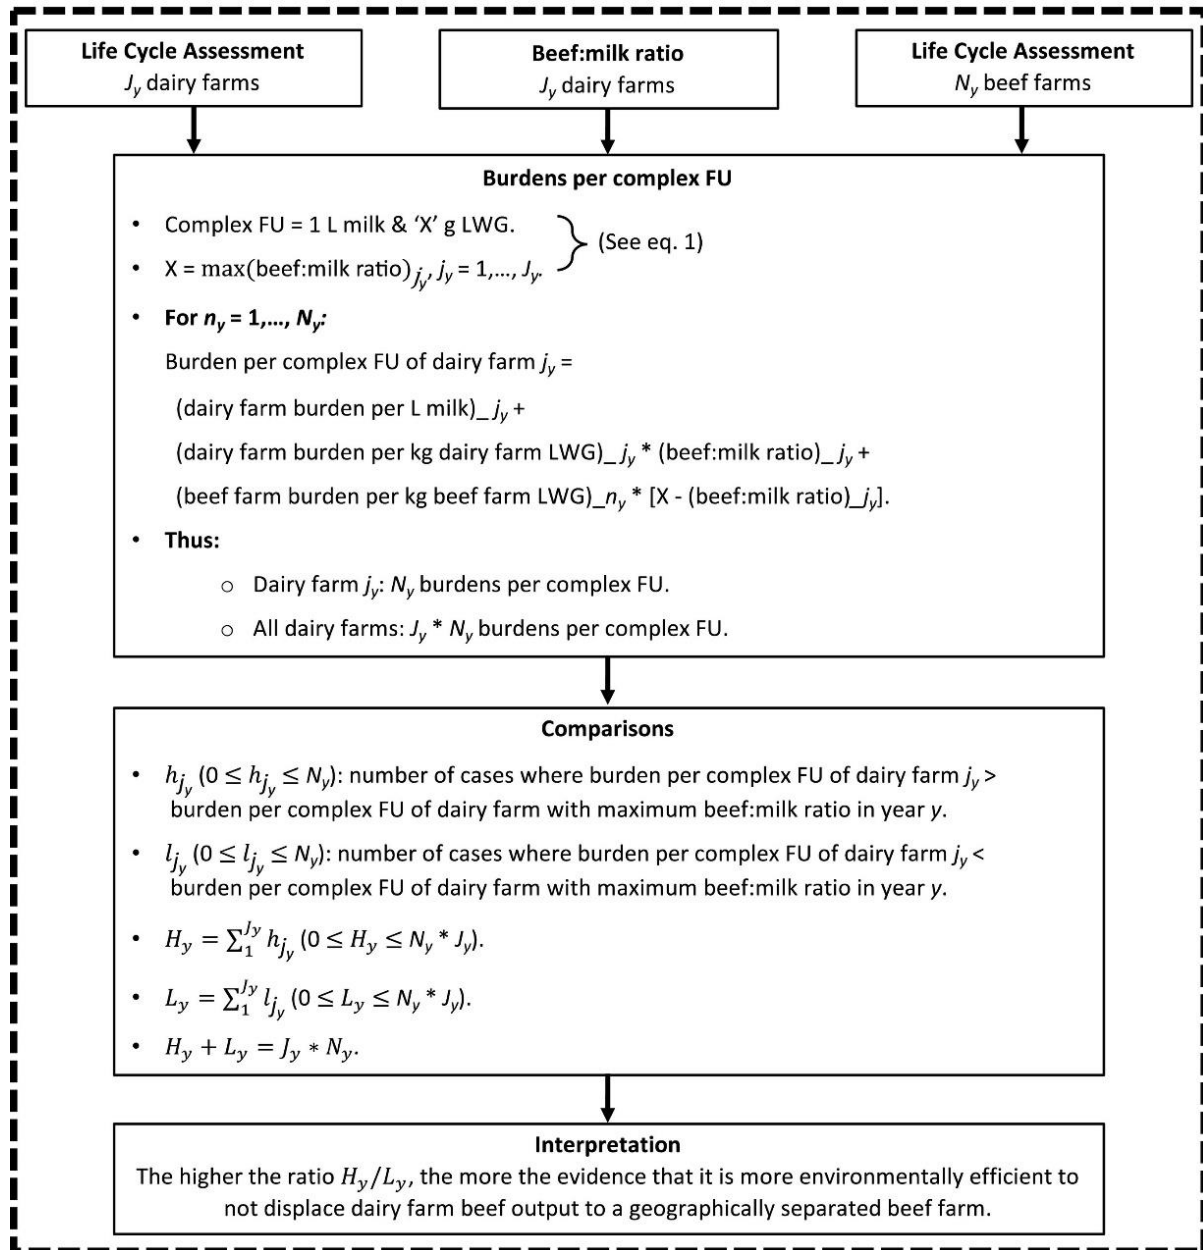 Life Cycle Assessment
J_y dairy farms
Beef:milk ratio
J_y dairy farms
Life Cycle Assessment
N_y beef farms
Burdens per complex FU
• Complex FU = 1 L milk & ‘X’ g LWG.
• X = max(beef:milk ratio)_{j_y}, j_y = 1,..., J_y.
(See eq. 1)
• For n_y = 1,..., N_y:
Burden per complex FU of dairy farm j_y =
(dairy farm burden per L milk)_ j_y +
(dairy farm burden per kg dairy farm LWG)_ j_y * (beef:milk ratio)_ j_y +
(beef farm burden per kg beef farm LWG)_n_y * [X - (beef:milk ratio)_j_y].
• Thus:
o Dairy farm j_y: N_y burdens per complex FU.
o All dairy farms: J_y * N_y burdens per complex FU.
Comparisons
• h_{j_y} (0 ≤ h_{j_y} ≤ N_y): number of cases where burden per complex FU of dairy farm j_y >
burden per complex FU of dairy farm with maximum beef:milk ratio in year y.
• l_{j_y} (0 ≤ l_{j_y} ≤ N_y): number of cases where burden per complex FU of dairy farm j_y <
burden per complex FU of dairy farm with maximum beef:milk ratio in year y.
• H_y = ∑_1^{J_y} h_{j_y} (0 ≤ H_y ≤ N_y * J_y).
• L_y = ∑_1^{J_y} l_{j_y} (0 ≤ L_y ≤ N_y * J_y).
• H_y + L_y = J_y * N_y.
Interpretation
The higher the ratio H_y/L_y, the more the evidence that it is more environmentally efficient to
not displace dairy farm beef output to a geographically separated beef farm.